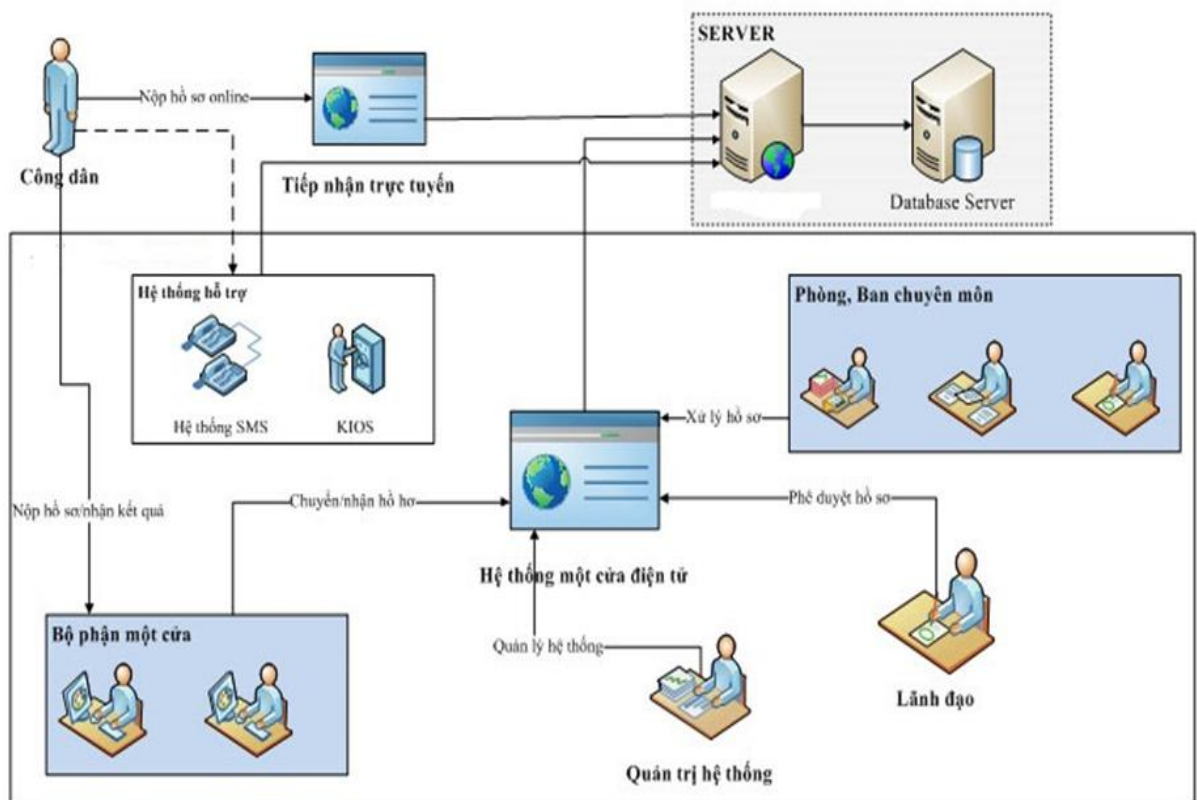 SERVER
Nộp hồ sơ online
Công dân
Tiếp nhận trực tuyến
Database Server
Hệ thống hỗ trợ
Phòng, Ban chuyên môn
Hệ thống SMS
KIOS
Xử lý hồ sơ
Chuyển/nhận hồ hơ
Phê duyệt hồ sơ
Nộp hồ sơ/nhận kết quả
Hệ thống một cửa điện tử
Bộ phận một cửa
Quản lý hệ thống
Lãnh đạo
Quản trị hệ thống